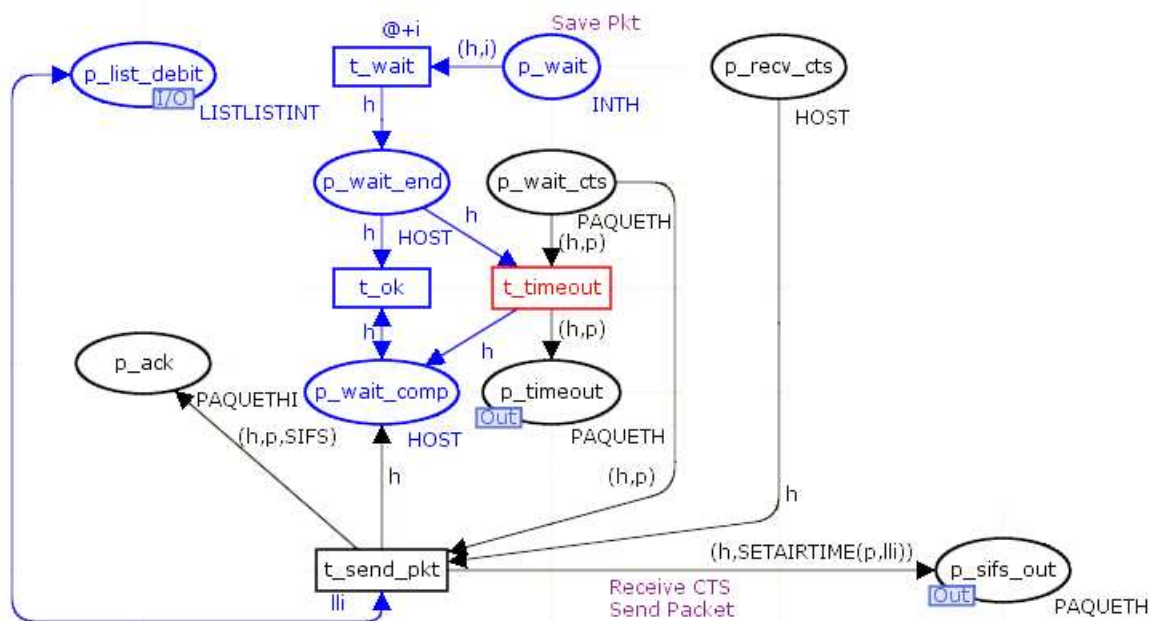 @+i
Save Pkt
p_list_debit
I/O
LISTLISTINT
t_wait
(h,i)
p_wait
INTH
p_recv_cts
HOST
h
p_wait_end
HOST
p_wait_cts
PAQUETH
h
h
(h,p)
t_ok
t_timeout
h
h
(h,p)
p_ack
PAQUETHI
p_wait_comp
HOST
p_timeout
Out
PAQUETH
(h,p,SIFS)
h
(h,p)
h
t_send_pkt
lli
(h,SETAIRTIME(p,lli))
Receive CTS
Send Packet
p_sifs_out
Out
PAQUETH